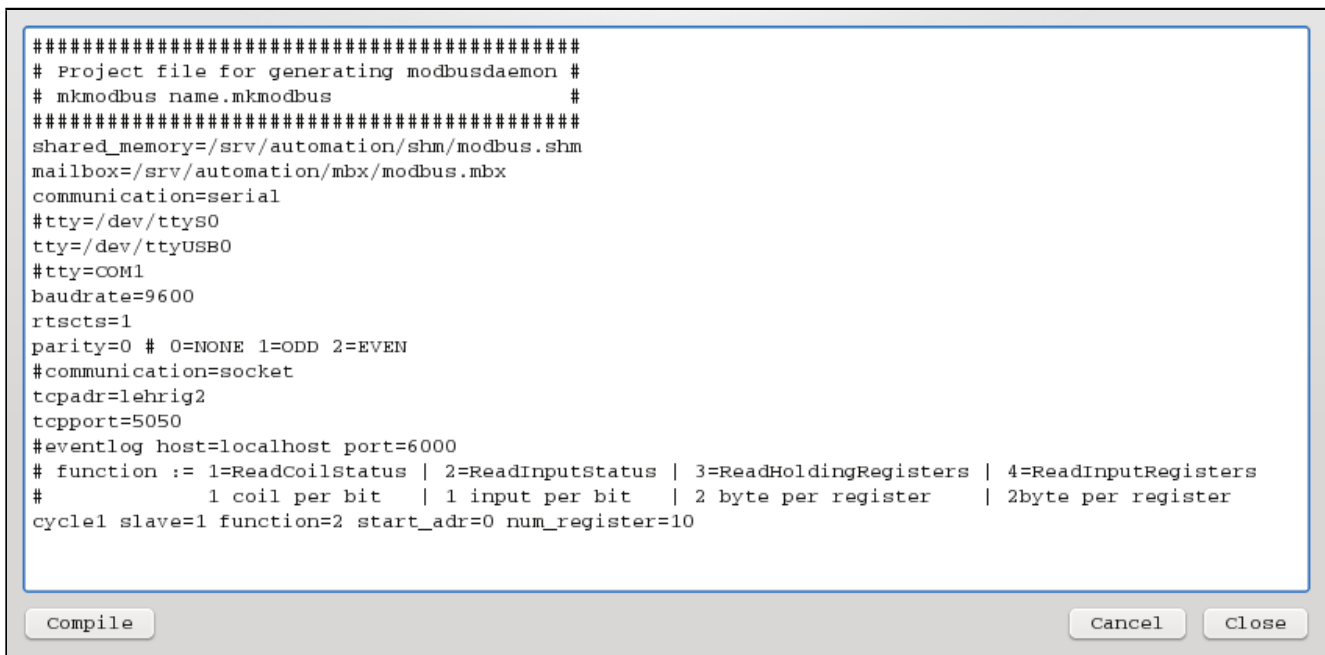 ############################################
# Project file for generating modbusdaemon #
# mkmodbus name.mkmodbus                   #
############################################
shared_memory=/srv/automation/shm/modbus.shm
mailbox=/srv/automation/mbx/modbus.mbx
communication=serial
#tty=/dev/ttyS0
tty=/dev/ttyUSB0
#tty=COM1
baudrate=9600
rtscts=1
parity=0 # 0=NONE 1=ODD 2=EVEN
#communication=socket
tcpadr=lehrig2
tcpport=5050
#eventlog host=localhost port=6000
# function := 1=ReadCoilStatus | 2=ReadInputStatus | 3=ReadHoldingRegisters | 4=ReadInputRegisters
#             1 coil per bit   | 1 input per bit   | 2 byte per register    | 2byte per register
cycle1 slave=1 function=2 start_adr=0 num_register=10
Compile Cancel Close